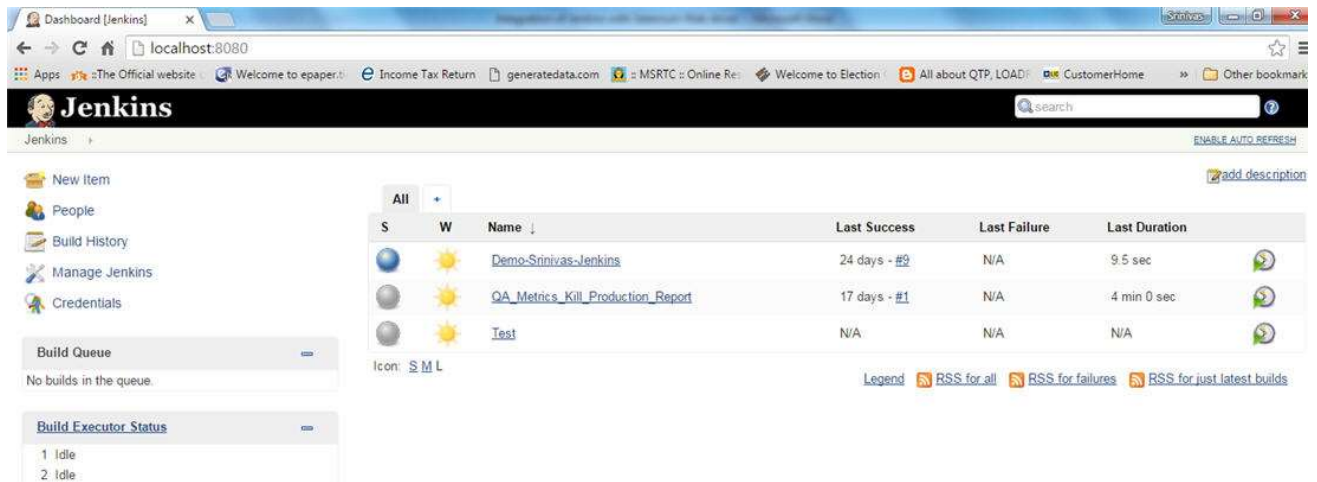 Dashboard [Jenkins]
Srinivas
localhost:8080
Apps ::The Official website Welcome to epaper.t Income Tax Return generatedata.com :: MSRTC :: Online Re All about QTP, LOADF CustomerHome » Other bookmark
Welcome to Election
Jenkins
search
Jenkins
ENABLE AUTO REFRESH
New Item
People
Build History
Manage Jenkins
Credentials
add description
All +
S W Name ↓ Last Success Last Failure Last Duration
Demo-Srinivas-Jenkins 24 days - #9 N/A 9.5 sec
QA_Metrics_Kill_Production_Report 17 days - #1 N/A 4 min 0 sec
Test N/A N/A N/A
Icon: S M L
Legend RSS for all RSS for failures RSS for just latest builds
Build Queue
No builds in the queue.
Build Executor Status
1 Idle
2 Idle